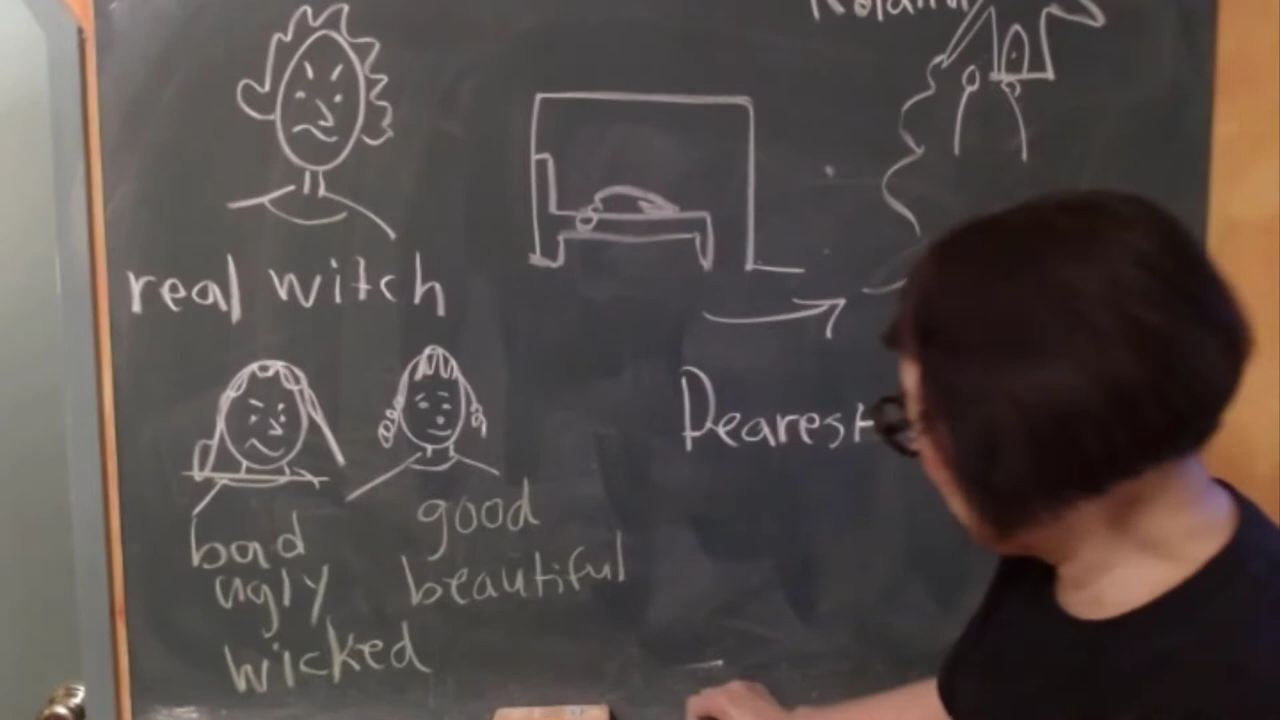 real witch
Dearest
bad
ugly
wicked
good
beautiful